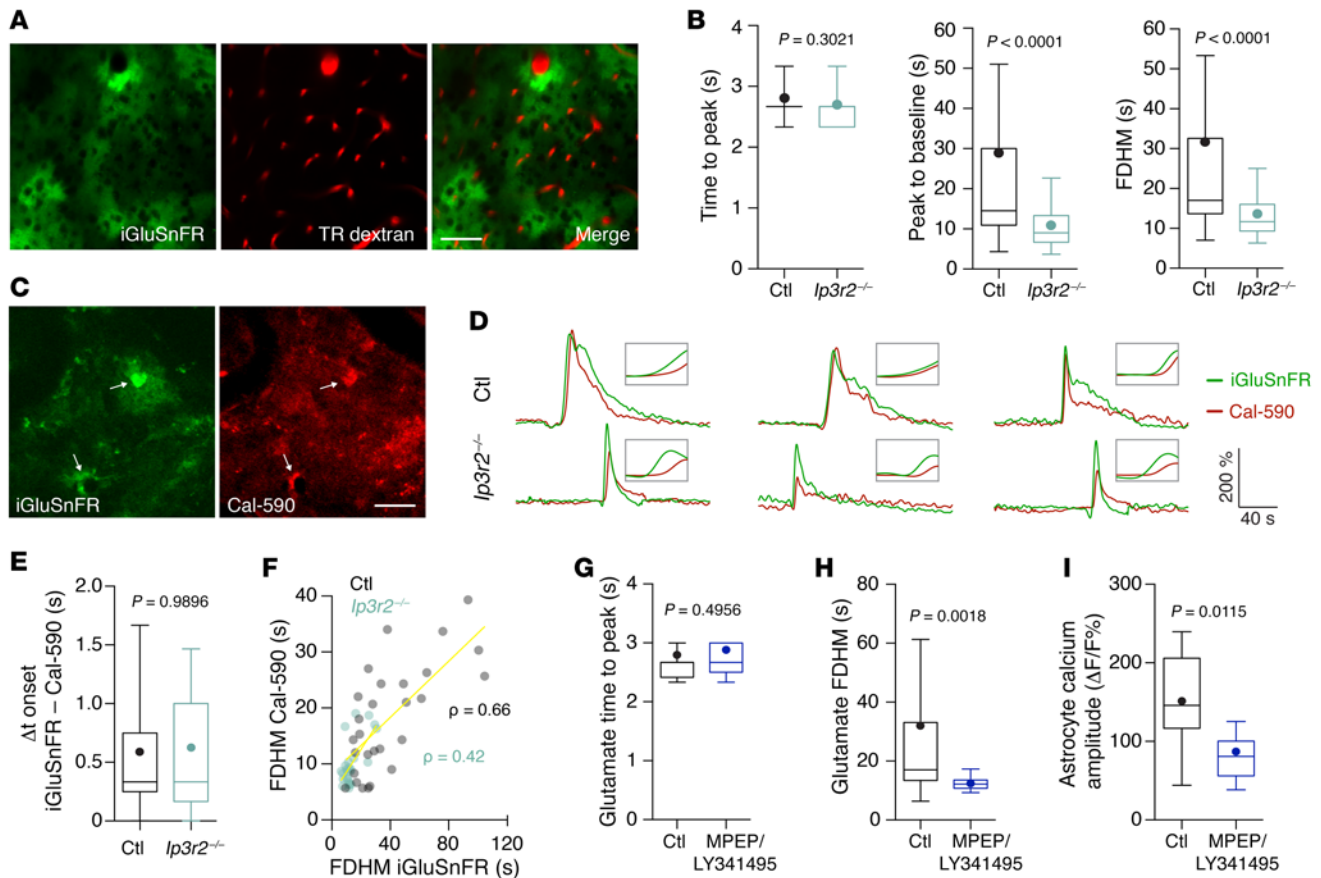 A
iGluSnFR
TR dextran
Merge
B
Time to peak (s)
4
3
2
1
0
P = 0.3021
Ctl
Ip3r2–/–
Peak to baseline (s)
60
50
40
30
20
10
0
P < 0.0001
Ctl
Ip3r2–/–
FDHM (s)
60
50
40
30
20
10
0
P < 0.0001
Ctl
Ip3r2–/–
C
iGluSnFR
Cal-590
D
Ctl
Ip3r2–/–
iGluSnFR
Cal-590
200 %
40 s
E
Δt onset
iGluSnFR – Cal-590 (s)
2.0
1.5
1.0
0.5
0
P = 0.9896
Ctl
Ip3r2–/–
F
Ctl
Ip3r2–/–
FDHM Cal-590 (s)
40
30
20
10
0
ρ = 0.66
ρ = 0.42
0 40 80 120
FDHM iGluSnFR (s)
G
Glutamate time to peak (s)
4
3
2
1
0
P = 0.4956
Ctl
MPEP/
LY341495
H
Glutamate FDHM (s)
80
60
40
20
0
P = 0.0018
Ctl
MPEP/
LY341495
I
Astrocyte calcium
amplitude (ΔF/F%)
300
200
100
0
P = 0.0115
Ctl
MPEP/
LY341495